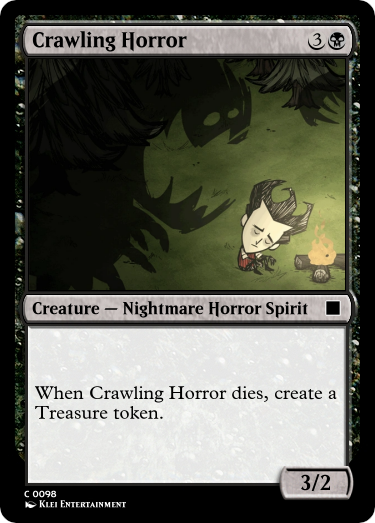 Crawling Horror 3
Creature — Nightmare Horror Spirit
When Crawling Horror dies, create a
Treasure token.
3/2
C 0098
Klei Entertainment